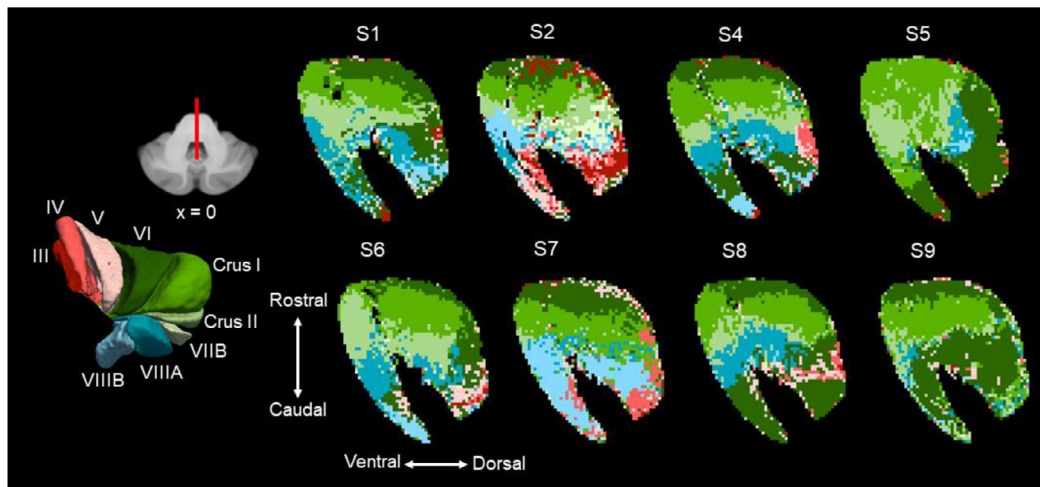 S1
S2
S4
S5
x = 0
IV
V
VI
III
Crus I
Crus II
VIIB
VIIIA
VIIIB
S6
S7
S8
S9
Rostral
Caudal
Ventral
Dorsal